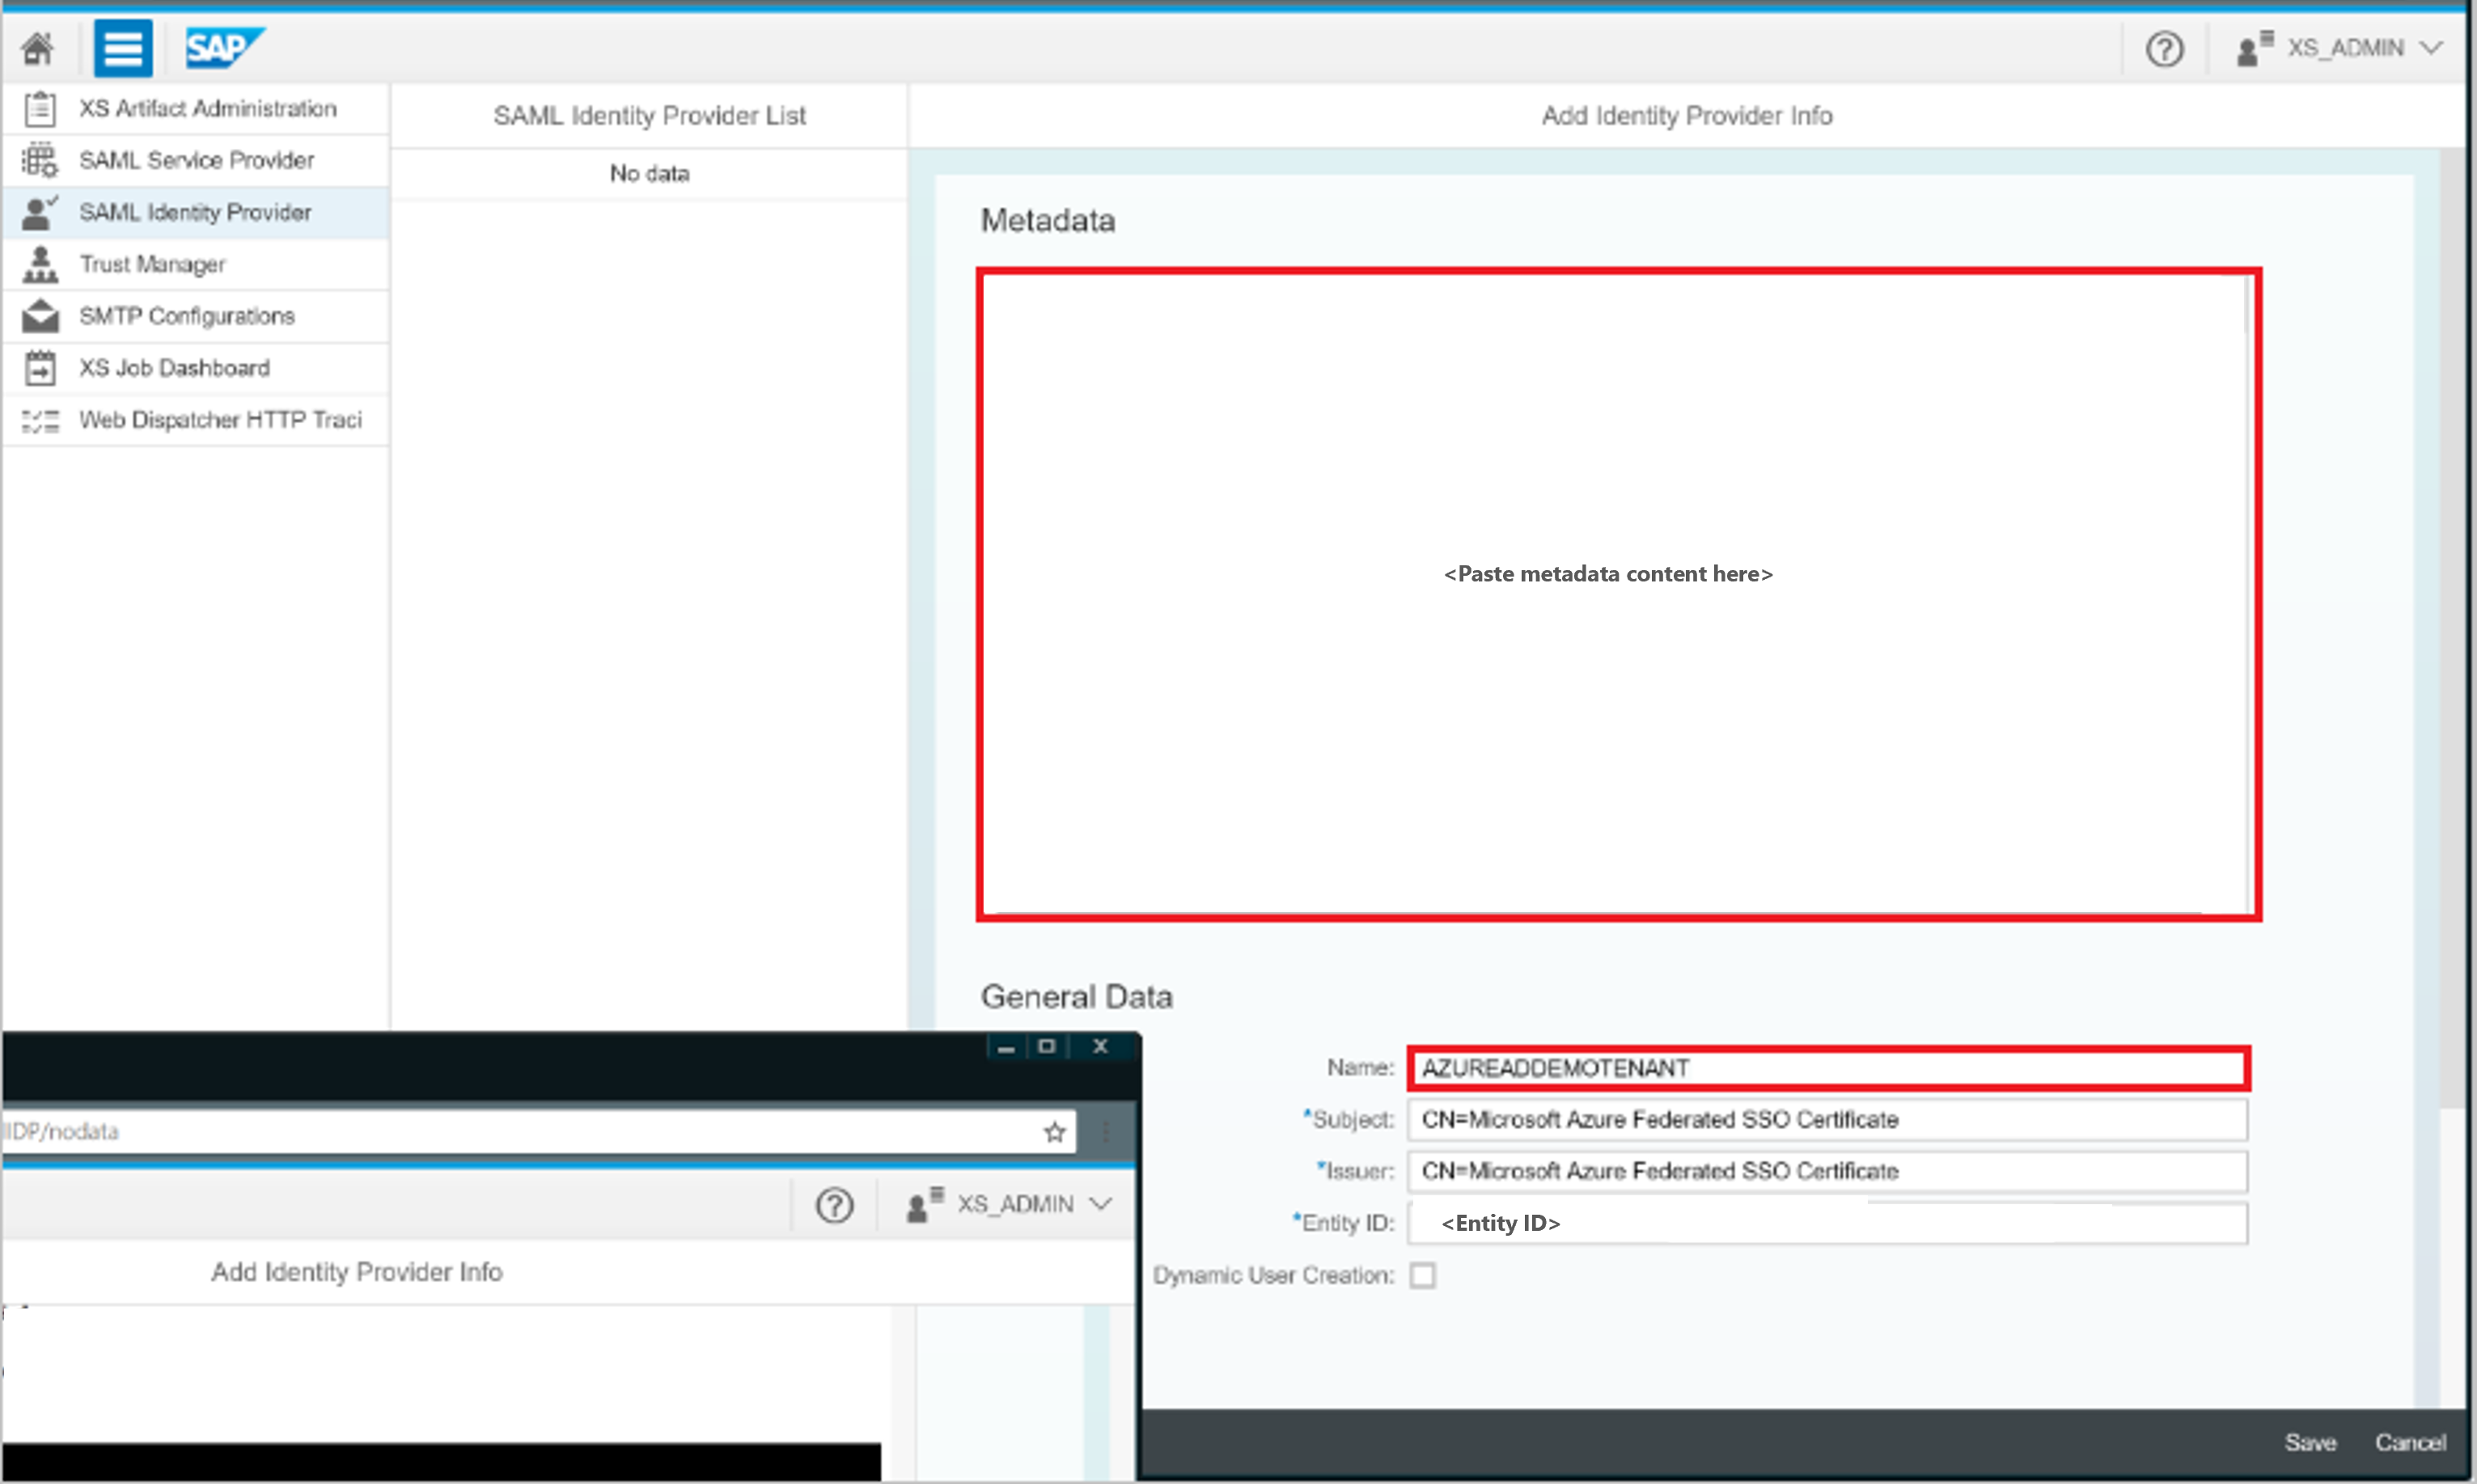 SAP
XS_ADMIN
XS Artifact Administration
SAML Service Provider
SAML Identity Provider
Trust Manager
SMTP Configurations
XS Job Dashboard
Web Dispatcher HTTP Traci
SAML Identity Provider List
No data
Add Identity Provider Info
Metadata
<Paste metadata content here>
General Data
Name: AZUREADDEMOTENANT
*Subject: CN=Microsoft Azure Federated SSO Certificate
*Issuer: CN=Microsoft Azure Federated SSO Certificate
*Entity ID: <Entity ID>
Dynamic User Creation:
Save Cancel
IDP/nodata
XS_ADMIN
Add Identity Provider Info